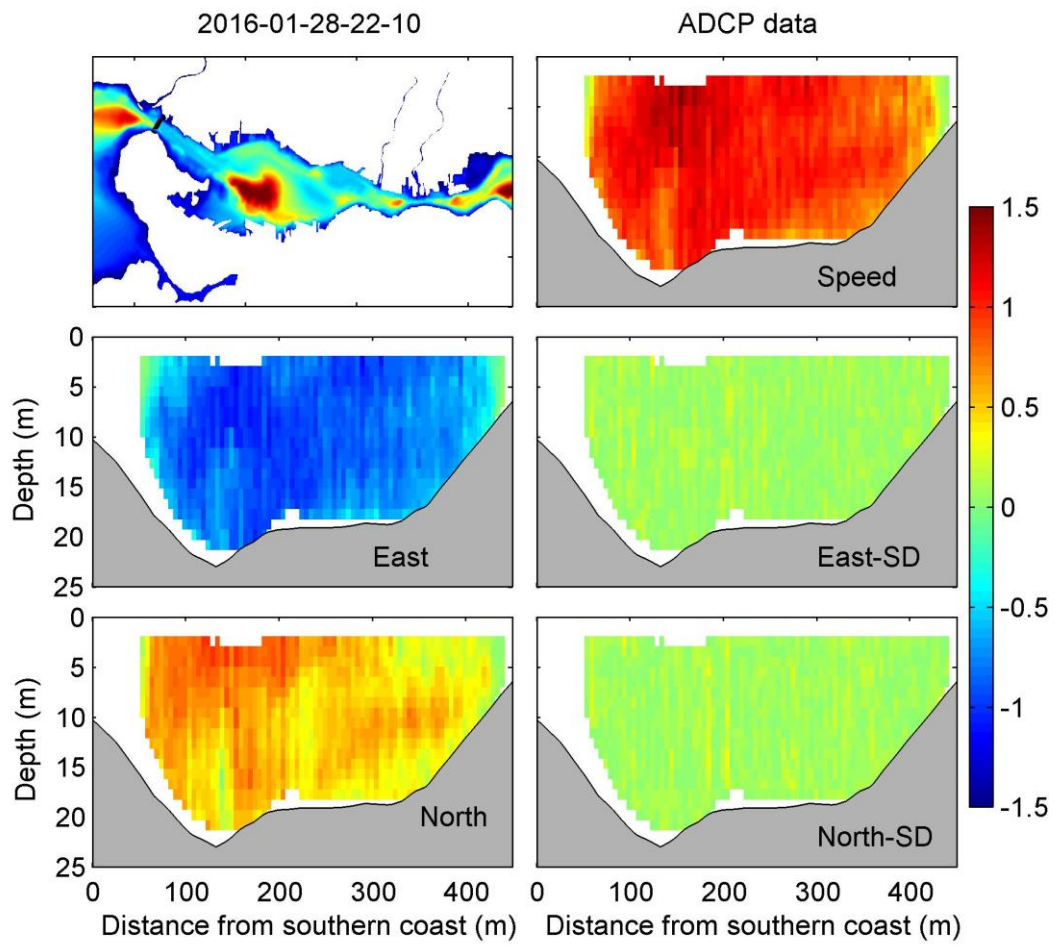 2016-01-28-22-10
ADCP data
Speed
1.5
1
0.5
0
-0.5
-1
-1.5
0
5
10
15
20
25
Depth (m)
East
East-SD
0
5
10
15
20
25
Depth (m)
North
North-SD
0 100 200 300 400
0 100 200 300 400
Distance from southern coast (m)
Distance from southern coast (m)